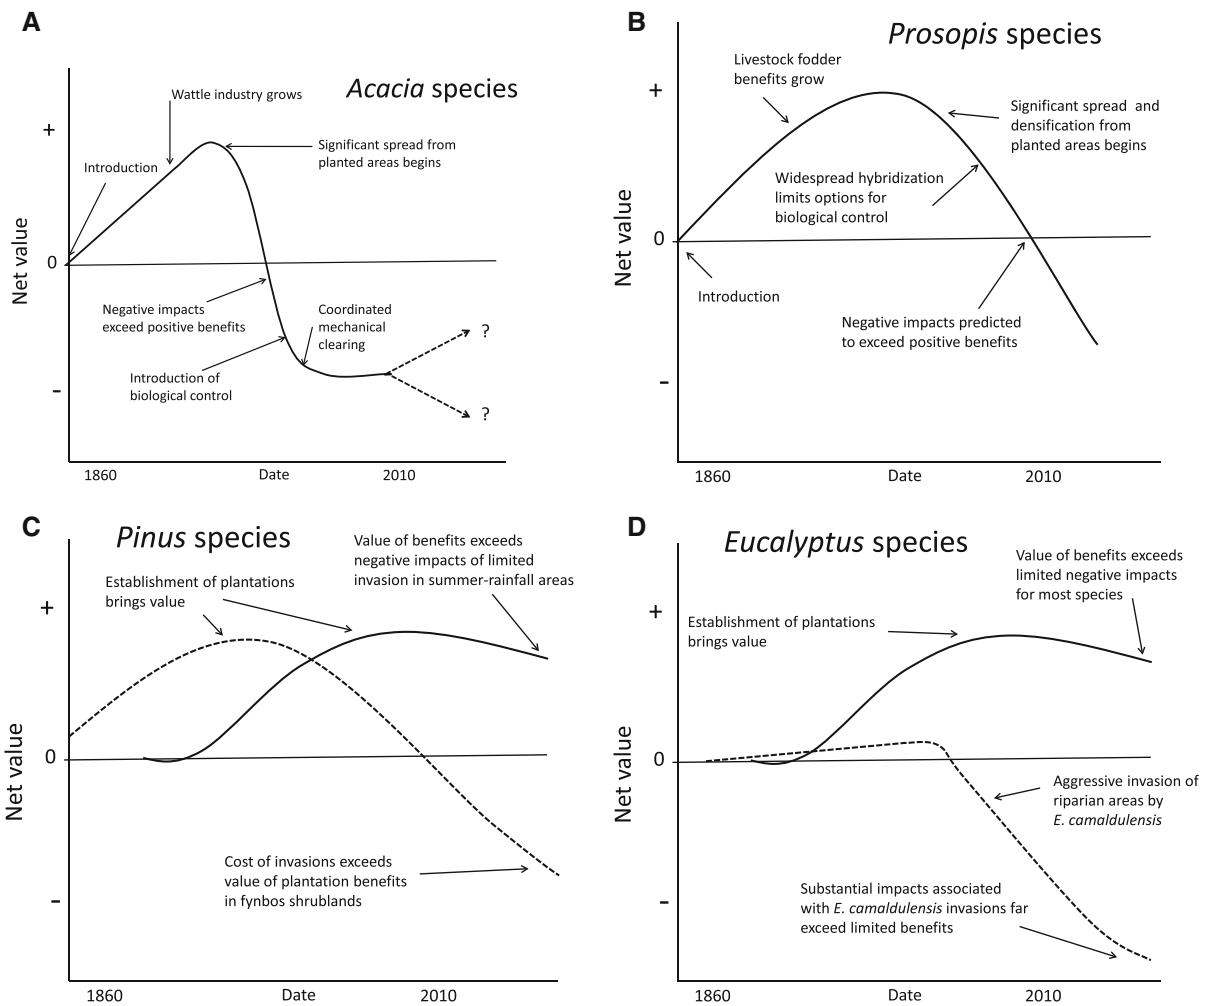 A
Acacia species
Wattle industry grows
+
Significant spread from
planted areas begins
Introduction
Net value
0
Negative impacts
exceed positive benefits
Coordinated
mechanical
clearing
?
Introduction of
biological control
-
?
1860
Date
2010
B
Prosopis species
Livestock fodder
benefits grow
+
Significant spread and
densification from
planted areas begins
Widespread hybridization
limits options for
biological control
Net value
0
Introduction
Negative impacts predicted
to exceed positive benefits
-
1860
Date
2010
C
Pinus species
Value of benefits exceeds
negative impacts of limited
invasion in summer-rainfall areas
Establishment of plantations
brings value
+
Net value
0
Cost of invasions exceeds
value of plantation benefits
in fynbos shrublands
-
1860
Date
2010
D
Eucalyptus species
Value of benefits exceeds
limited negative impacts
for most species
+
Establishment of plantations
brings value
Net value
0
Aggressive invasion of
riparian areas by
E. camaldulensis
Substantial impacts associated
with E. camaldulensis invasions far
exceed limited benefits
-
1860
Date
2010